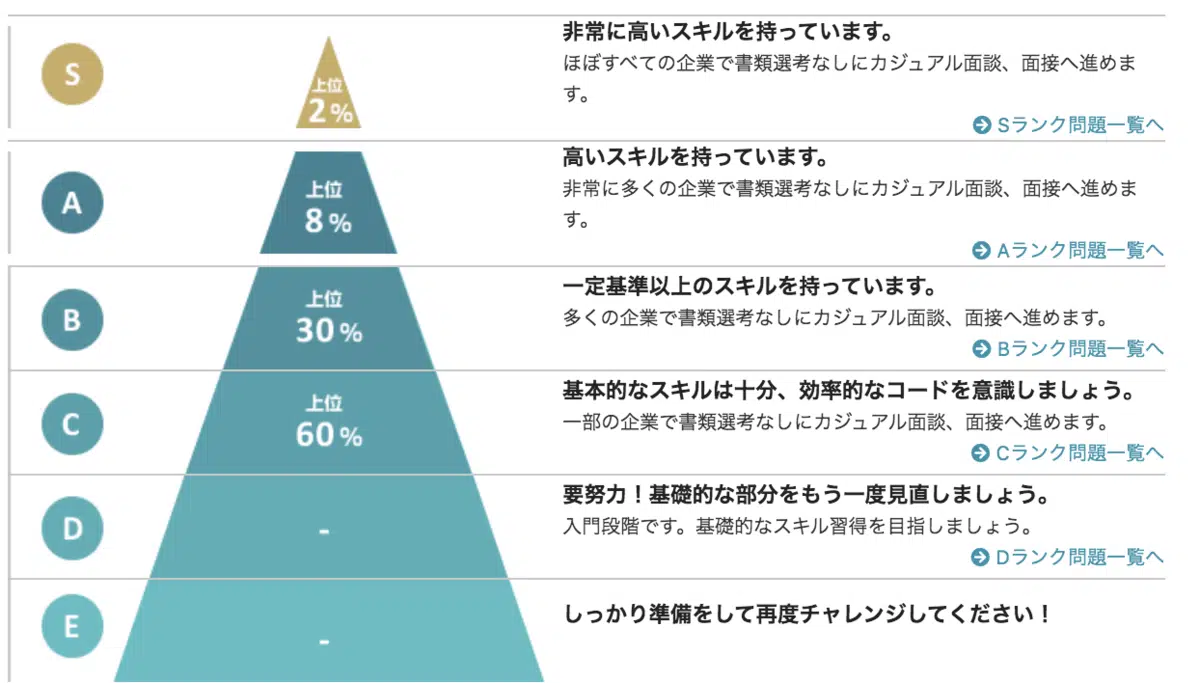 S
上位
2%
非常に高いスキルを持っています。
ほぼすべての企業で書類選考なしにカジュアル面談、面接へ進めま
す。
Sランク問題一覧へ
A
上位
8%
高いスキルを持っています。
非常に多くの企業で書類選考なしにカジュアル面談、面接へ進めま
す。
Aランク問題一覧へ
B
上位
30%
一定基準以上のスキルを持っています。
多くの企業で書類選考なしにカジュアル面談、面接へ進めます。
Bランク問題一覧へ
C
上位
60%
基本的なスキルは十分、効率的なコードを意識しましょう。
一部の企業で書類選考なしにカジュアル面談、面接へ進めます。
Cランク問題一覧へ
D
-
要努力！基礎的な部分をもう一度見直しましょう。
入門段階です。基礎的なスキル習得を目指しましょう。
Dランク問題一覧へ
E
-
しっかり準備をして再度チャレンジしてください！